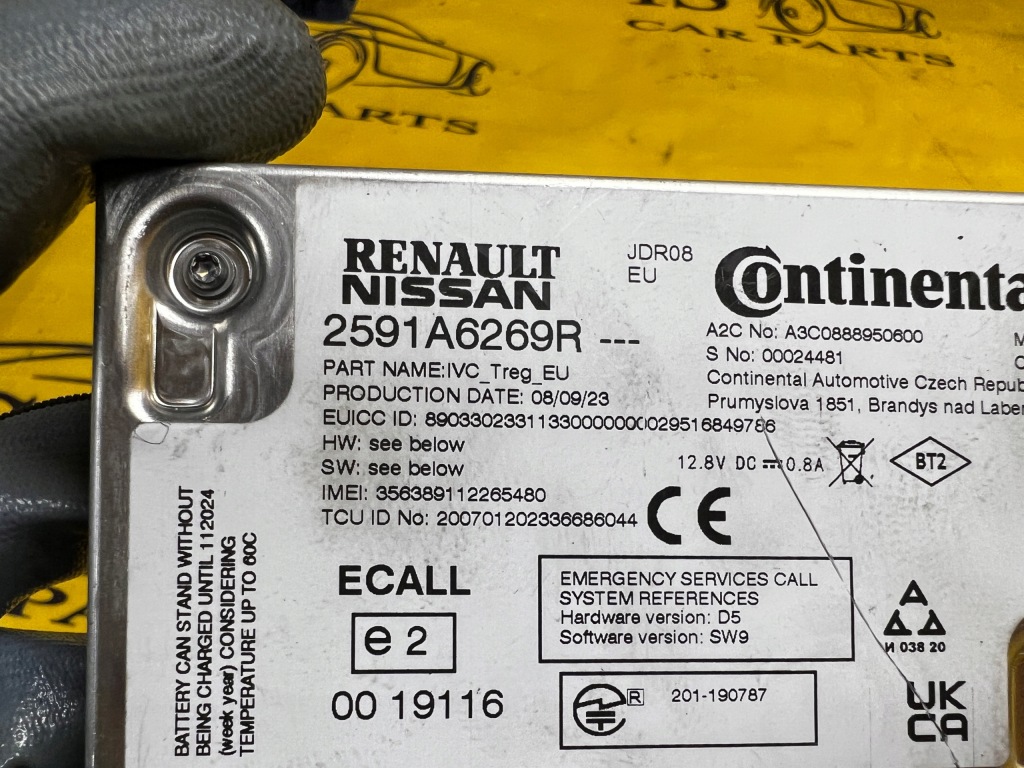 CAR PARTS
RENAULT
NISSAN
2591A6269R ---
PART NAME:IVC_Treg_EU
PRODUCTION DATE: 08/09/23
EUICC ID:
HW: see below
SW: see below
IMEI: 356389112265480
TCU ID No: 200701202336686044
JDR08
EU
Continenta
A2C No: A3C0888950600
S No: 00024481
Continental Automotive Czech Repub
Prumyslova 1851, Brandys nad Laber
12.8V DC 0.8A
BT2
CE
BATTERY CAN STAND WITHOUT
BEING CHARGED UNTIL 112024
(week year) CONSIDERING
TEMPERATURE UP TO 60C
ECALL
e2
00 19116
EMERGENCY SERVICES CALL
SYSTEM REFERENCES
Hardware version: D5
Software version: SW9
R 201-190787
И 038 20
UK
CA